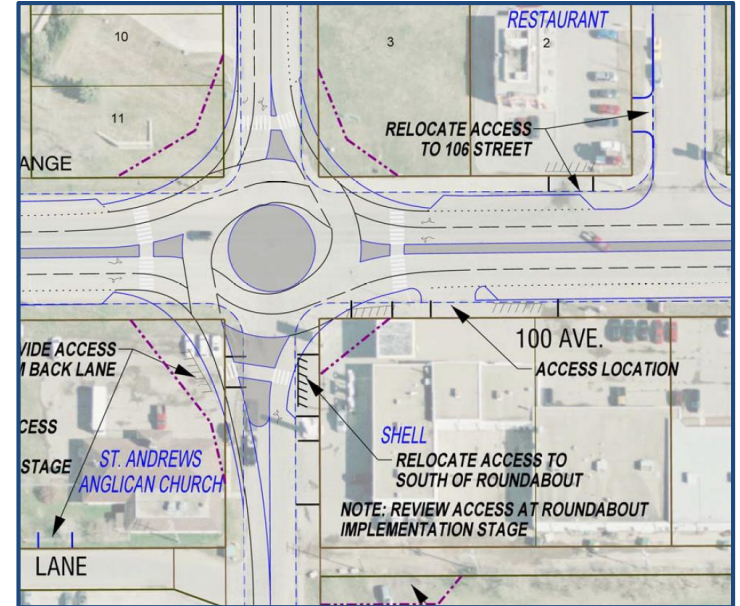 RESTAURANT
10
3
2
11
RELOCATE ACCESS
TO 106 STREET
ANGE
100 AVE.
VIDE ACCESS
M BACK LANE
ACCESS LOCATION
CESS
STAGE
ST. ANDREWS
ANGLICAN CHURCH
SHELL
RELOCATE ACCESS TO
SOUTH OF ROUNDABOUT
NOTE: REVIEW ACCESS AT ROUNDABOUT
IMPLEMENTATION STAGE
LANE